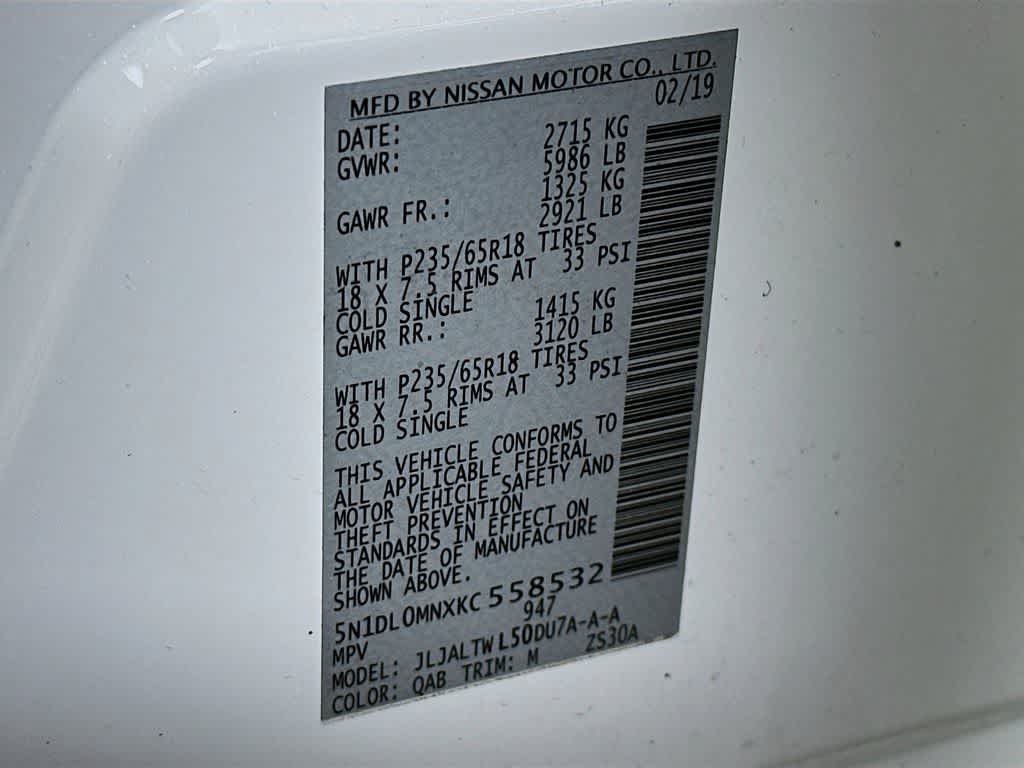 MFD BY NISSAN MOTOR CO., LTD.
DATE: 02/19
GVWR: 2715 KG
5986 LB
GAWR FR.: 1325 KG
2921 LB
WITH P235/65R18 TIRES
18 X 7.5 RIMS AT 33 PSI
COLD SINGLE
GAWR RR.: 1415 KG
3120 LB
WITH P235/65R18 TIRES
18 X 7.5 RIMS AT 33 PSI
COLD SINGLE
THIS VEHICLE CONFORMS TO
ALL APPLICABLE FEDERAL
MOTOR VEHICLE SAFETY AND
THEFT PREVENTION
STANDARDS IN EFFECT ON
THE DATE OF MANUFACTURE
SHOWN ABOVE.
5N1DL0MNXKC558532
MPV 947
MODEL: JLJALTWL50DU7A-A-A
COLOR: QAB TRIM: M ZS30A